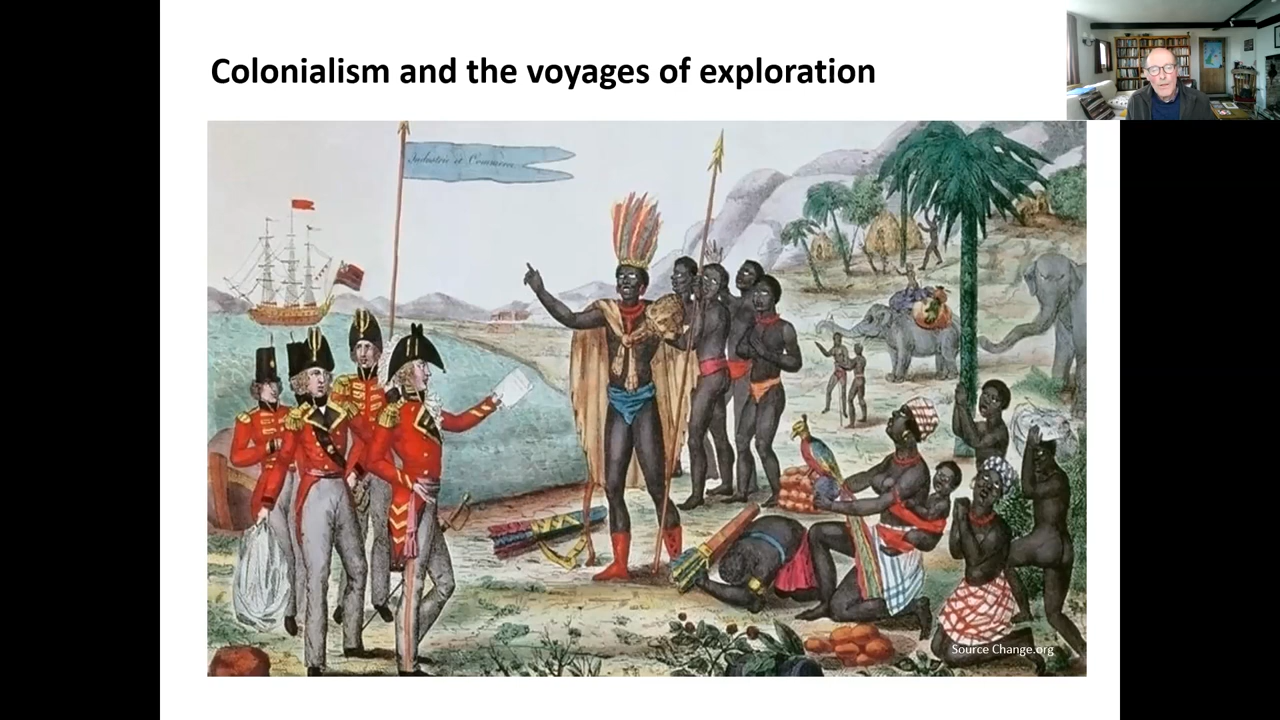 Colonialism and the voyages of exploration
Industrie et Commerce
Source Change.org